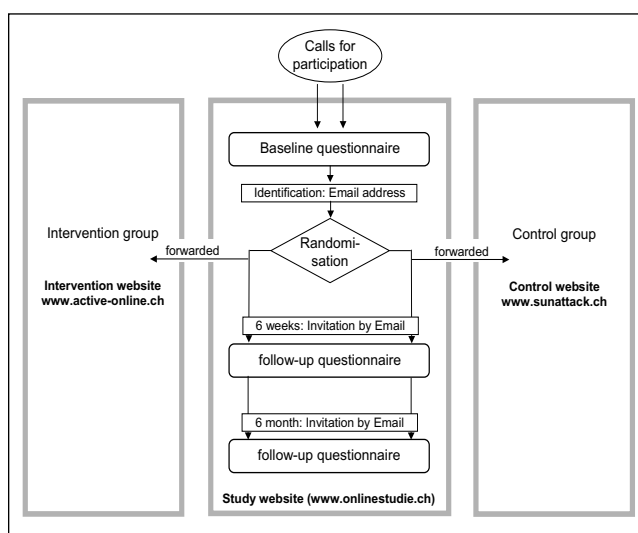 Calls for
participation
Baseline questionnaire
Identification: Email address
Randomi-
sation
Intervention group
forwarded
Intervention website
www.active-online.ch
forwarded
Control group
Control website
www.sunattack.ch
6 weeks: Invitation by Email
follow-up questionnaire
6 month: Invitation by Email
follow-up questionnaire
Study website (www.onlinestudie.ch)